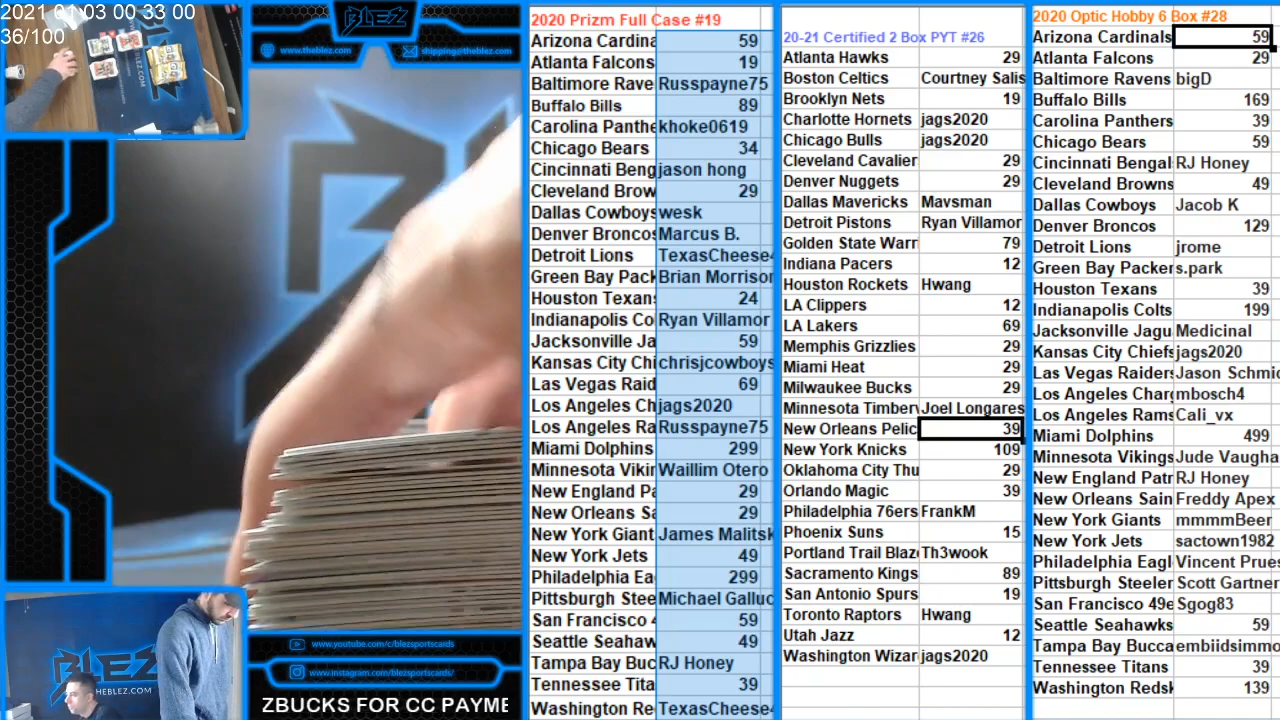 2021 01 03 00 33 00
36/100
BLEZ
www.theblez.com
shipping@theblez.com
www.youtube.com/c/blezsportscards
www.instagram.com/blezsportscards/
ZBUCKS FOR CC PAYME
BLEZ
THEBLEZ.COM
2020 Prizm Full Case #19
Arizona Cardina 59
Atlanta Falcons 19
Baltimore Rave Russpayne75
Buffalo Bills 89
Carolina Panthe khoke0619
Chicago Bears 34
Cincinnati Beng jason hong
Cleveland Brow 29
Dallas Cowboys wesk
Denver Broncos Marcus B.
Detroit Lions TexasCheese4
Green Bay Pack Brian Morrison
Houston Texans 24
Indianapolis Co Ryan Villamor
Jacksonville Ja 59
Kansas City Chi chrisjcowboys
Las Vegas Raid 69
Los Angeles Ch jags2020
Los Angeles Ra Russpayne75
Miami Dolphins 299
Minnesota Vikin Waillim Otero
New England Pa 29
New Orleans Sa 29
New York Giant James Malitsk
New York Jets 49
Philadelphia Ea 299
Pittsburgh Stee Michael Galluc
San Francisco 4 59
Seattle Seahaw 49
Tampa Bay Buc RJ Honey
Tennessee Tita 39
Washington Re TexasCheese4
20-21 Certified 2 Box PYT #26
Atlanta Hawks 29
Boston Celtics Courtney Salis
Brooklyn Nets 19
Charlotte Hornets jags2020
Chicago Bulls jags2020
Cleveland Cavalier 29
Denver Nuggets 29
Dallas Mavericks Mavsman
Detroit Pistons Ryan Villamor
Golden State Warri 79
Indiana Pacers 12
Houston Rockets Hwang
LA Clippers 12
LA Lakers 69
Memphis Grizzlies 29
Miami Heat 29
Milwaukee Bucks 29
Minnesota Timberv Joel Longares
New Orleans Pelic 39
New York Knicks 109
Oklahoma City Thu 29
Orlando Magic 39
Philadelphia 76ers FrankM
Phoenix Suns 15
Portland Trail Blaze Th3wook
Sacramento Kings 89
San Antonio Spurs 19
Toronto Raptors Hwang
Utah Jazz 12
Washington Wizar jags2020
2020 Optic Hobby 6 Box #28
Arizona Cardinals 59
Atlanta Falcons 29
Baltimore Ravens bigD
Buffalo Bills 169
Carolina Panthers 39
Chicago Bears 59
Cincinnati Bengal RJ Honey
Cleveland Browns 49
Dallas Cowboys Jacob K
Denver Broncos 129
Detroit Lions jrome
Green Bay Packer s.park
Houston Texans 39
Indianapolis Colts 199
Jacksonville Jagu Medicinal
Kansas City Chiefs jags2020
Las Vegas Raiders Jason Schmic
Los Angeles Charg mbosch4
Los Angeles Rams Cali_vx
Miami Dolphins 499
Minnesota Vikings Jude Vaugha
New England Patr RJ Honey
New Orleans Sain Freddy Apex
New York Giants mmmmBeer
New York Jets sactown1982
Philadelphia Eagl Vincent Prues
Pittsburgh Steeler Scott Gartner
San Francisco 49e Sgog83
Seattle Seahawks 59
Tampa Bay Bucca embiidsimmo
Tennessee Titans 39
Washington Redsk 139